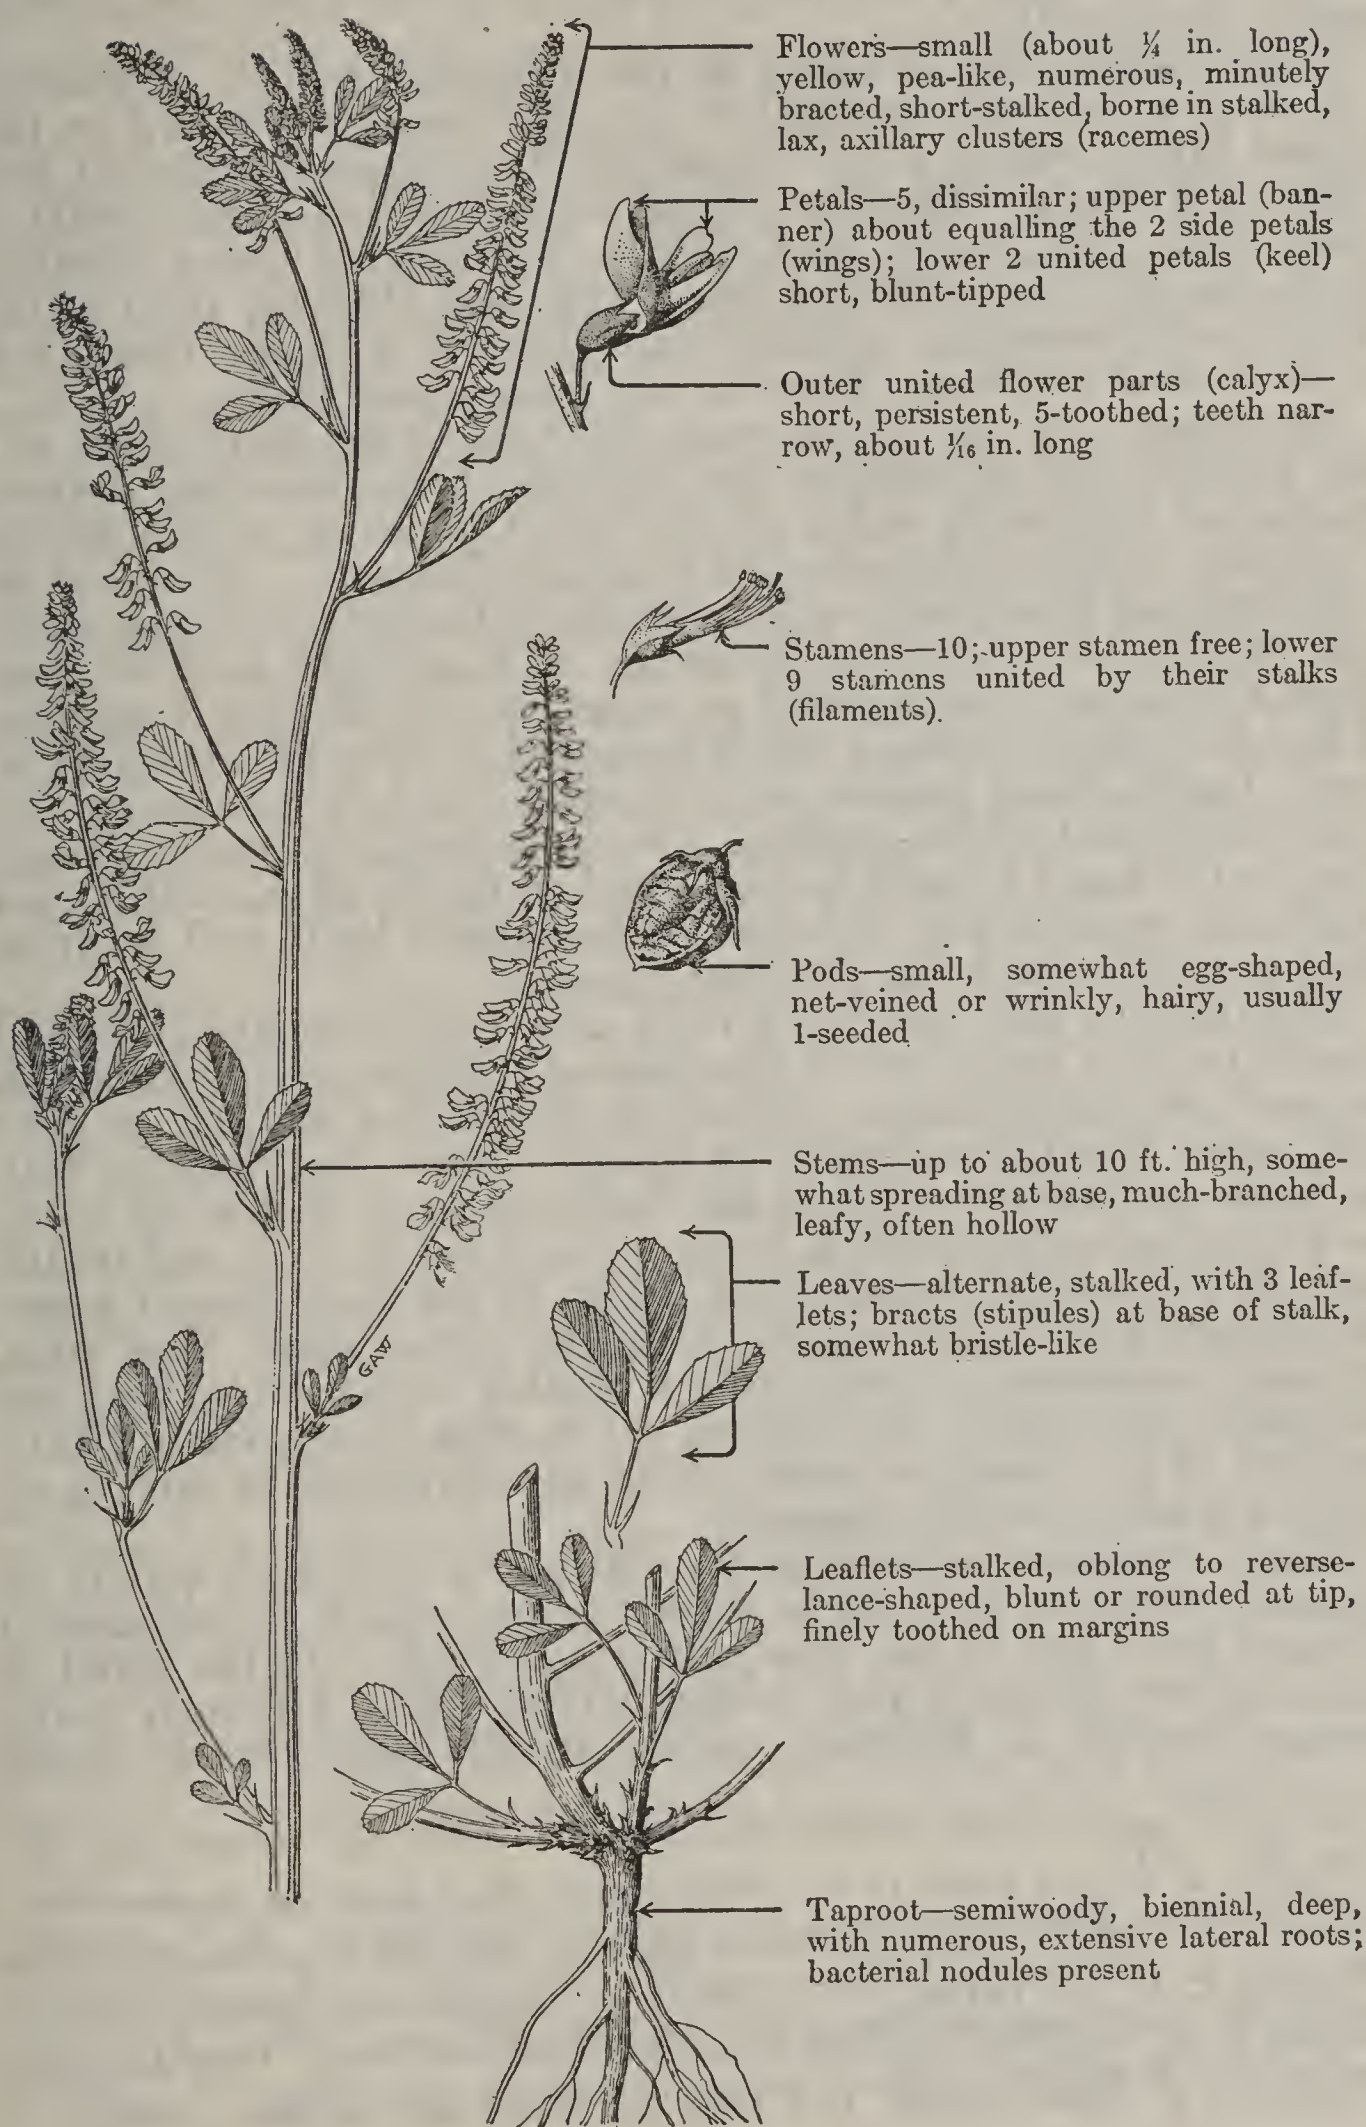 Flowers—small (about ¼ in. long),
yellow, pea-like, numerous, minutely
bracted, short-stalked, borne in stalked,
lax, axillary clusters (racemes)
Petals—5, dissimilar; upper petal (ban-
ner) about equalling the 2 side petals
(wings); lower 2 united petals (keel)
short, blunt-tipped
Outer united flower parts (calyx)—
short, persistent, 5-toothed; teeth nar-
row, about 1/16 in. long
Stamens—10; upper stamen free; lower
9 stamens united by their stalks
(filaments).
Pods—small, somewhat egg-shaped,
net-veined or wrinkly, hairy, usually
1-seeded
Stems—up to about 10 ft. high, some-
what spreading at base, much-branched,
leafy, often hollow
Leaves—alternate, stalked, with 3 leaf-
lets; bracts (stipules) at base of stalk,
somewhat bristle-like
GAW
Leaflets—stalked, oblong to reverse-
lance-shaped, blunt or rounded at tip,
finely toothed on margins
Taproot—semiwoody, biennial, deep,
with numerous, extensive lateral roots;
bacterial nodules present